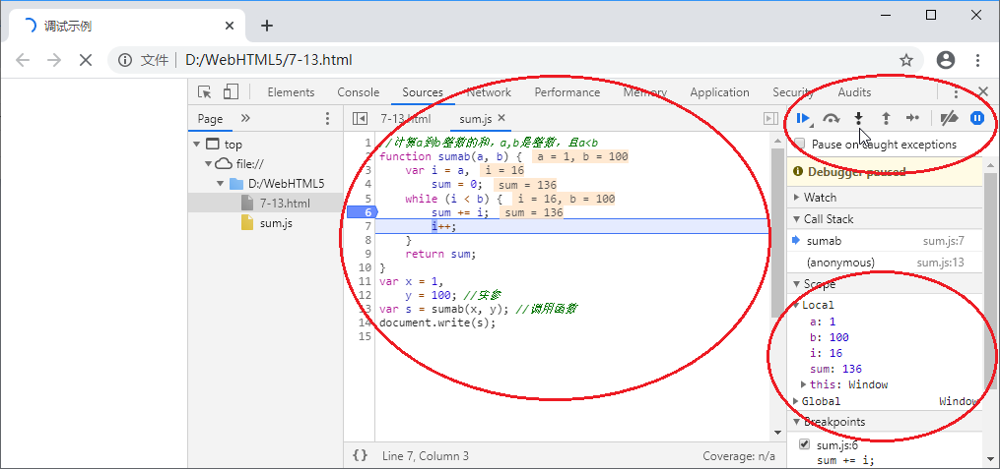 调试示例
文件 D:/WebHTML5/7-13.html
Elements Console Sources Network Performance Memory Application Security Audits
Page
7-13.html sum.js
top
file://
D:/WebHTML5
7-13.html
sum.js
1 //计算a到b整数的和，a,b是整数，且a<b
2 function sumab(a, b) { a = 1, b = 100
3 var i = a, i = 16
4 sum = 0; sum = 136
5 while (i < b) { i = 16, b = 100
6 sum += i; sum = 136
7 i++;
8 }
9 return sum;
10 }
11 var x = 1,
12 y = 100; //实参
13 var s = sumab(x, y); //调用函数
14 document.write(s);
15
{} Line 7, Column 3 Coverage: n/a
Pause on caught exceptions
Debugger paused
Watch
Call Stack
sumab sum.js:7
(anonymous) sum.js:13
Scope
Local
a: 1
b: 100
i: 16
sum: 136
this: Window
Global Window
Breakpoints
sum.js:6
sum += i;